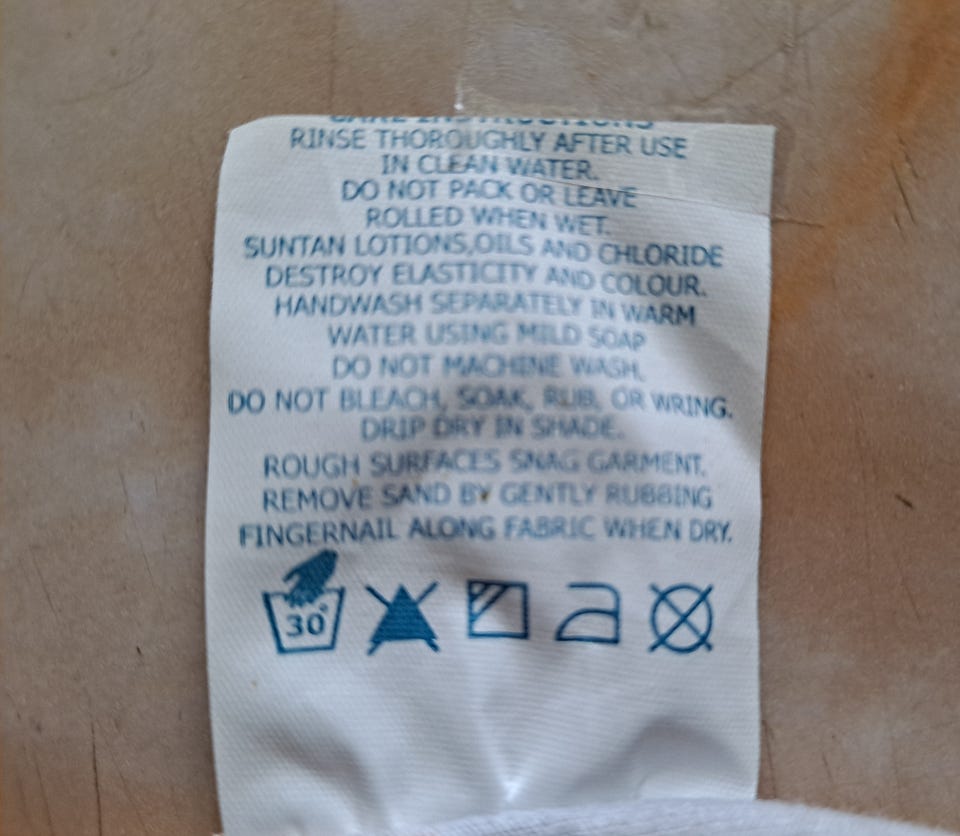 CARE INSTRUCTIONS
RINSE THOROUGHLY AFTER USE
IN CLEAN WATER.
DO NOT PACK OR LEAVE
ROLLED WHEN WET.
SUNTAN LOTIONS,OILS AND CHLORIDE
DESTROY ELASTICITY AND COLOUR.
HANDWASH SEPARATELY IN WARM
WATER USING MILD SOAP
DO NOT MACHINE WASH.
DO NOT BLEACH, SOAK, RUB, OR WRING.
DRIP DRY IN SHADE.
ROUGH SURFACES SNAG GARMENT.
REMOVE SAND BY GENTLY RUBBING
FINGERNAIL ALONG FABRIC WHEN DRY.
30°